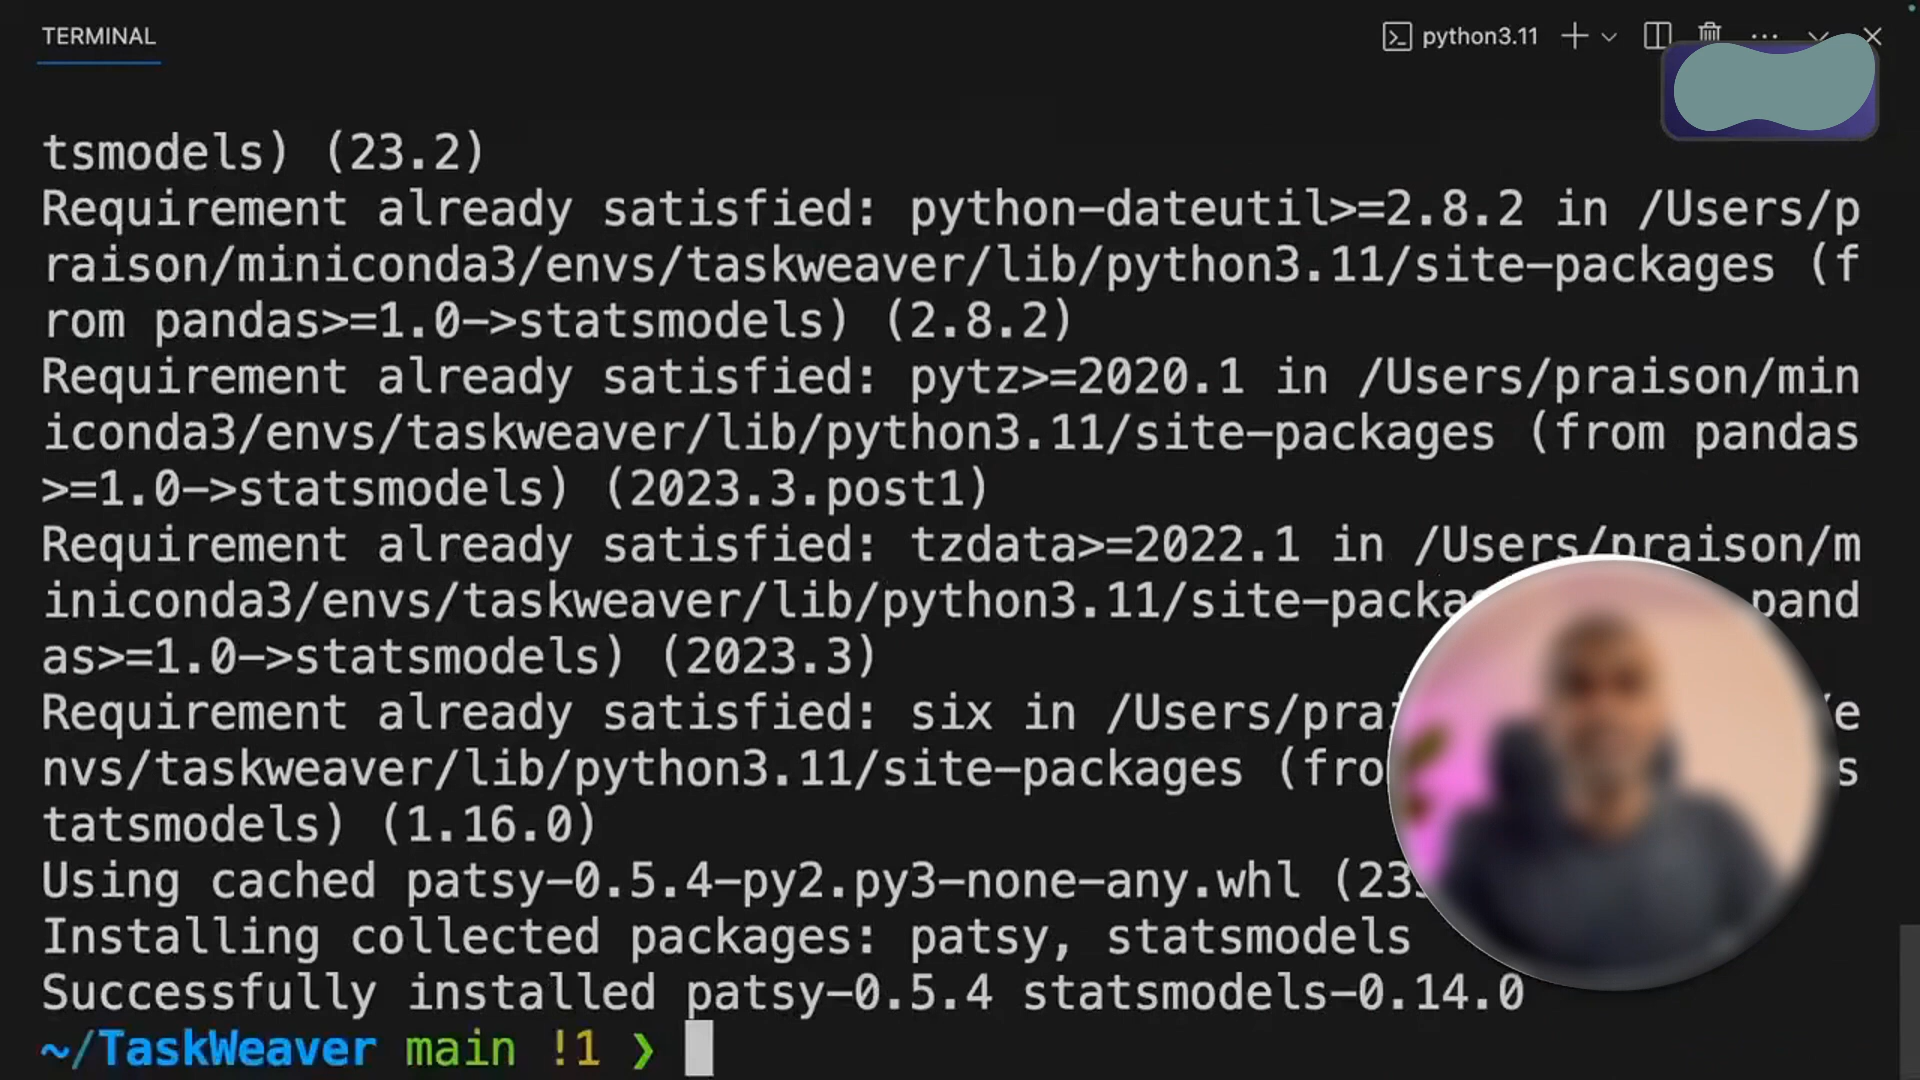 TERMINAL
python3.11
tsmodels) (23.2)
Requirement already satisfied: python-dateutil>=2.8.2 in /Users/p
raison/miniconda3/envs/taskweaver/lib/python3.11/site-packages (f
rom pandas>=1.0->statsmodels) (2.8.2)
Requirement already satisfied: pytz>=2020.1 in /Users/praison/min
iconda3/envs/taskweaver/lib/python3.11/site-packages (from pandas
>=1.0->statsmodels) (2023.3.post1)
Requirement already satisfied: tzdata>=2022.1 in /Users/praison/m
iniconda3/envs/taskweaver/lib/python3.11/site-packa pand
as>=1.0->statsmodels) (2023.3)
Requirement already satisfied: six in /Users/prai /e
nvs/taskweaver/lib/python3.11/site-packages (fro s
tatsmodels) (1.16.0)
Using cached patsy-0.5.4-py2.py3-none-any.whl (23
Installing collected packages: patsy, statsmodels
Successfully installed patsy-0.5.4 statsmodels-0.14.0
~/TaskWeaver main !1 ❯